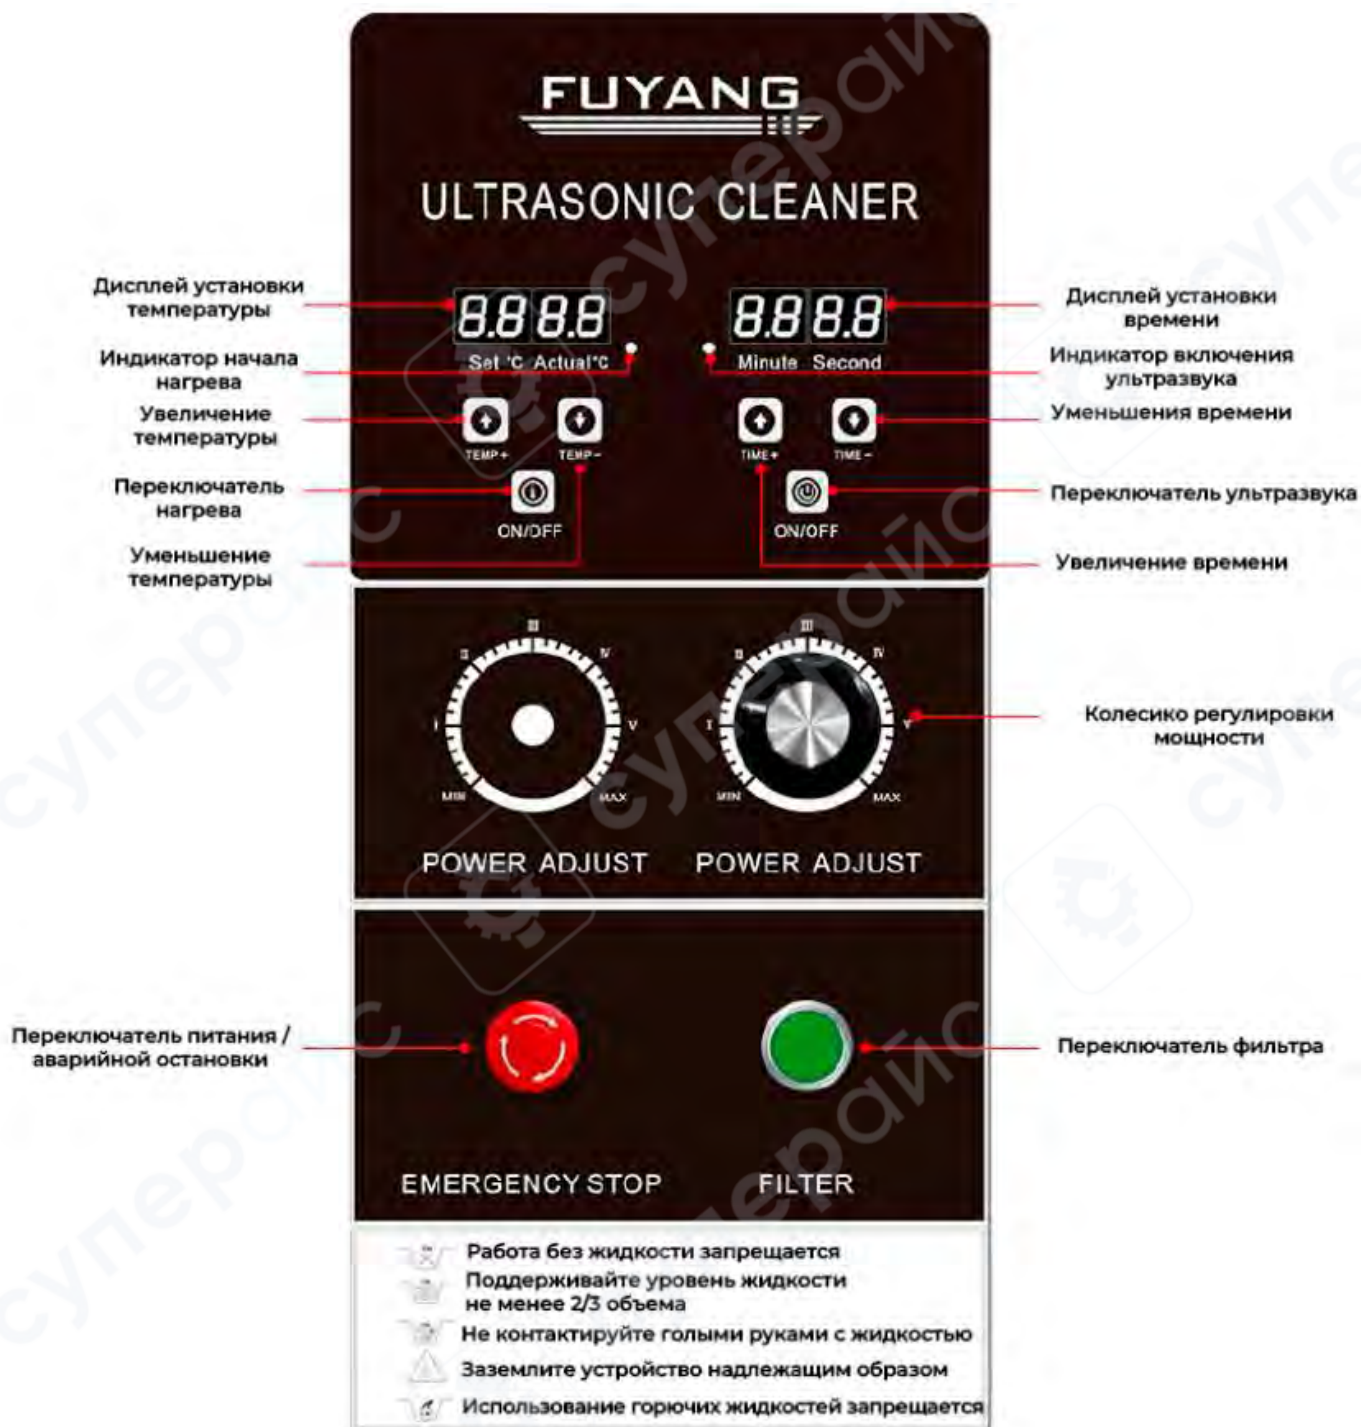 FUYANG
ULTRASONIC CLEANER
Дисплей установки
температуры
Индикатор начала
нагрева
Увеличение
температуры
Переключатель
нагрева
Уменьшение
температуры
88 88
Set °C Actual°C
TEMP+ TEMP−
ON/OFF
88 88
Minute Second
TIME+ TIME−
ON/OFF
Дисплей установки
времени
Индикатор включения
ультразвука
Уменьшения времени
Переключатель ультразвука
Увеличение времени
I II III IV V
MIN MAX
POWER ADJUST
I II III IV V
MIN MAX
POWER ADJUST
Колесико регулировки
мощности
Переключатель питания /
аварийной остановки
EMERGENCY STOP
FILTER
Переключатель фильтра
Работа без жидкости запрещается
Поддерживайте уровень жидкости
не менее 2/3 объема
Не контактируйте голыми руками с жидкостью
Заземлите устройство надлежащим образом
Использование горючих жидкостей запрещается
суперайс